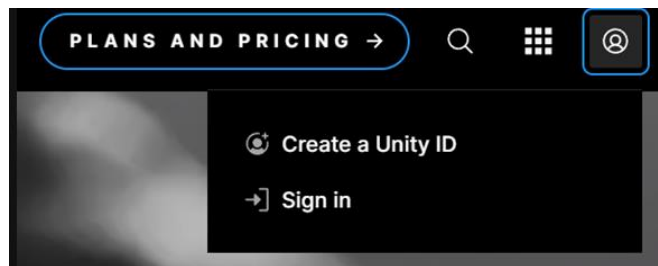 PLANS AND PRICING →
Create a Unity ID
Sign in